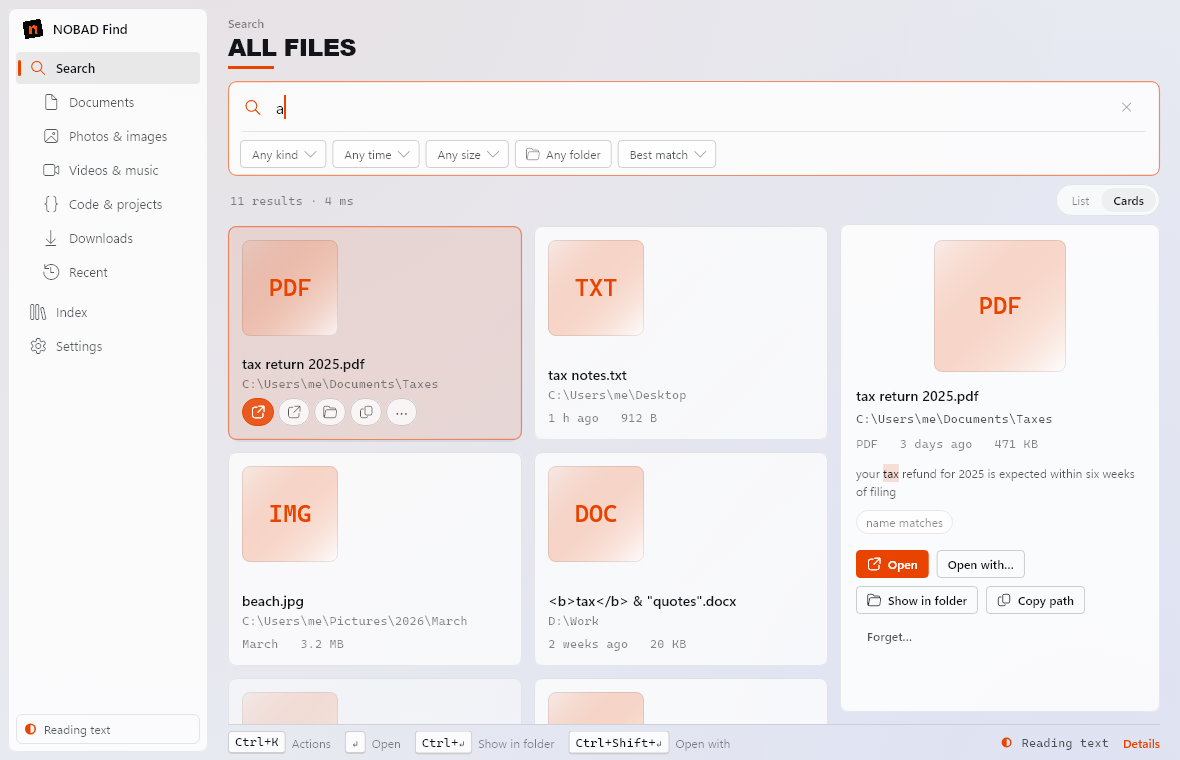 NOBAD Find
Search
Documents
Photos & images
Videos & music
Code & projects
Downloads
Recent
Index
Settings
Reading text
Search
ALL FILES
a
Any kind
Any time
Any size
Any folder
Best match
11 results · 4 ms
List
Cards
PDF
tax return 2025.pdf
C:\Users\me\Documents\Taxes
TXT
tax notes.txt
C:\Users\me\Desktop
1 h ago 912 B
IMG
beach.jpg
C:\Users\me\Pictures\2026\March
March 3.2 MB
DOC
<b>tax</b> & "quotes".docx
D:\Work
2 weeks ago 20 KB
PDF
tax return 2025.pdf
C:\Users\me\Documents\Taxes
PDF 3 days ago 471 KB
your tax refund for 2025 is expected within six weeks
of filing
name matches
Open
Open with...
Show in folder
Copy path
Forget...
Ctrl+K Actions
↲ Open
Ctrl+↲ Show in folder
Ctrl+Shift+↲ Open with
Reading text
Details